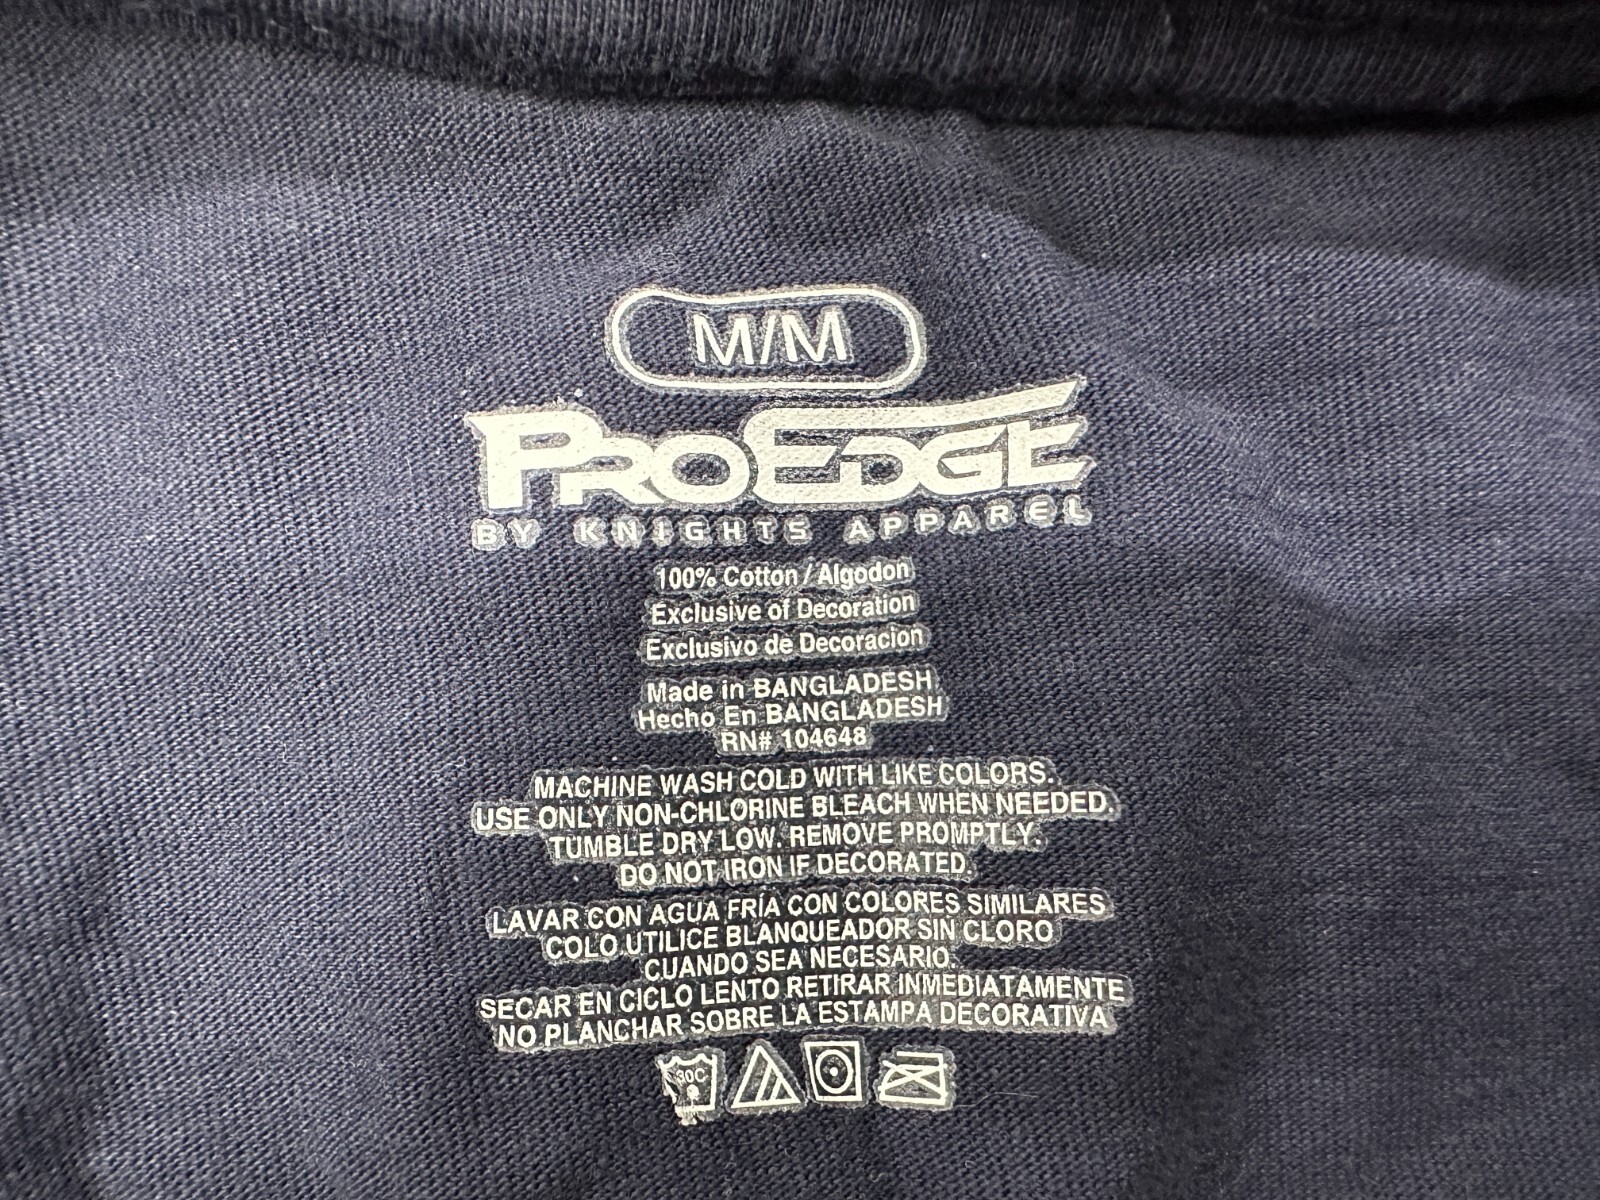 M/M
PROEDGE
BY KNIGHTS APPAREL
100% Cotton / Algodon
Exclusive of Decoration
Exclusivo de Decoracion
Made in BANGLADESH
Hecho En BANGLADESH
RN# 104648
MACHINE WASH COLD WITH LIKE COLORS.
USE ONLY NON-CHLORINE BLEACH WHEN NEEDED.
TUMBLE DRY LOW. REMOVE PROMPTLY.
DO NOT IRON IF DECORATED.
LAVAR CON AGUA FRÍA CON COLORES SIMILARES
COLO UTILICE BLANQUEADOR SIN CLORO
CUANDO SEA NECESARIO.
SECAR EN CICLO LENTO RETIRAR INMEDIATAMENTE
NO PLANCHAR SOBRE LA ESTAMPA DECORATIVA
30C